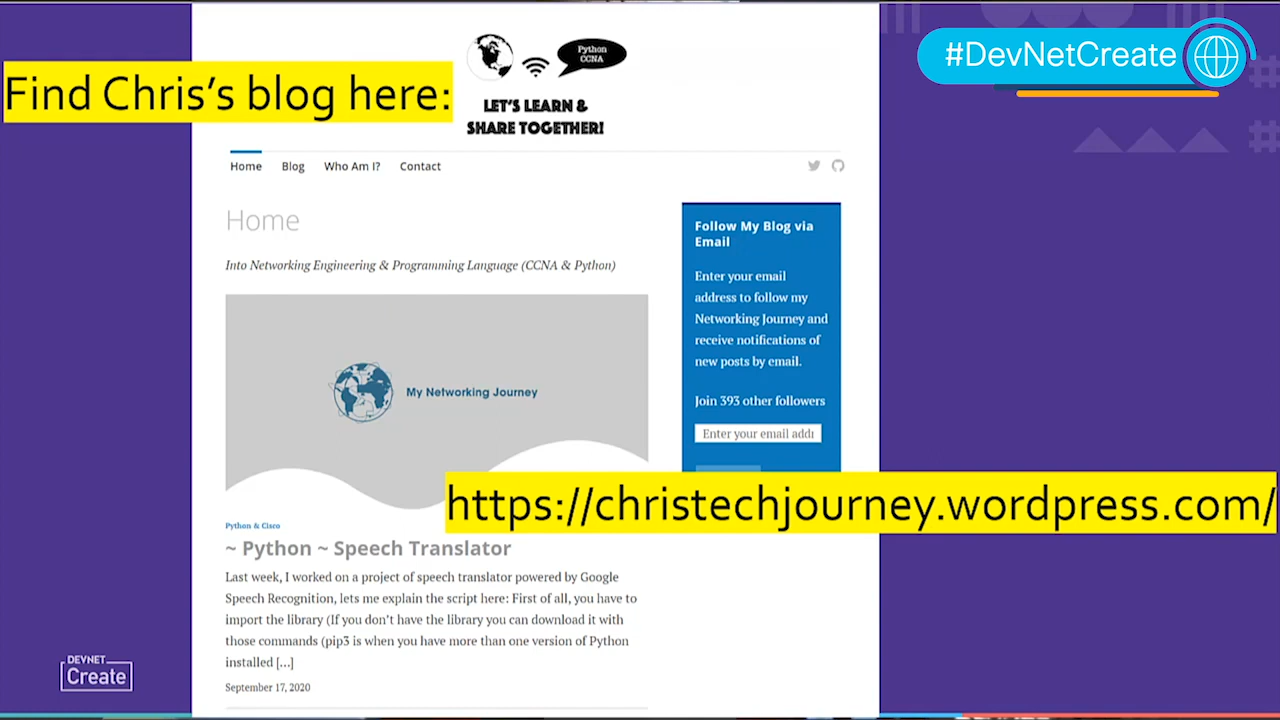 #DevNetCreate
Find Chris's blog here:
Python
CCNA
LET'S LEARN &
SHARE TOGETHER!
Home
Blog
Who Am I?
Contact
Home
Into Networking Engineering & Programming Language (CCNA & Python)
My Networking Journey
Follow My Blog via
Email
Enter your email
address to follow my
Networking Journey and
receive notifications of
new posts by email.
Join 393 other followers
Enter your email addr
https://christechjourney.wordpress.com/
Python & Cisco
~ Python ~ Speech Translator
Last week, I worked on a project of speech translator powered by Google
Speech Recognition, lets me explain the script here: First of all, you have to
import the library (If you don't have the library you can download it with
those commands (pip3 is when you have more than one version of Python
installed [...]
September 17, 2020
DEVNET
Create